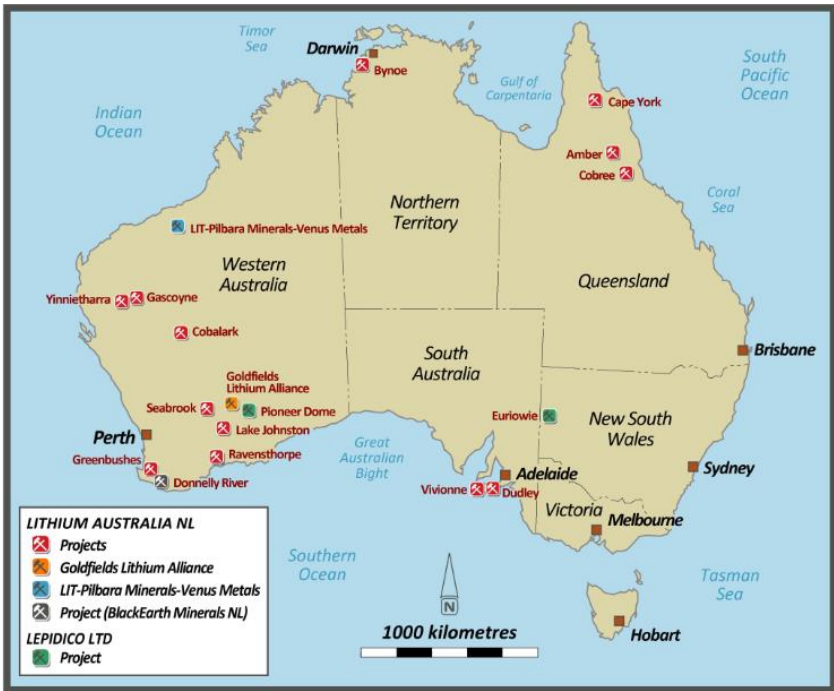 Timor
Sea
Darwin
Bynoe
Gulf of
Carpentaria
South
Pacific
Ocean
Indian
Ocean
Cape York
Amber
Cobree
Coral
Sea
Northern
Territory
LIT-Pilbara Minerals-Venus Metals
Western
Australia
Queensland
Yinnietharra
Gascoyne
Cobalark
Brisbane
South
Australia
Goldfields
Lithium Alliance
Seabrook
Pioneer Dome
Euriowie
New South
Wales
Lake Johnston
Perth
Great
Australian
Bight
Ravensthorpe
Greenbushes
Donnelly River
Adelaide
Sydney
Vivionne
Dudley
Victoria
Melbourne
LITHIUM AUSTRALIA NL
Projects
Goldfields Lithium Alliance
LIT-Pilbara Minerals-Venus Metals
Project (BlackEarth Minerals NL)
LEPIDICO LTD
Project
Southern
Ocean
N
1000 kilometres
Tasman
Sea
Hobart